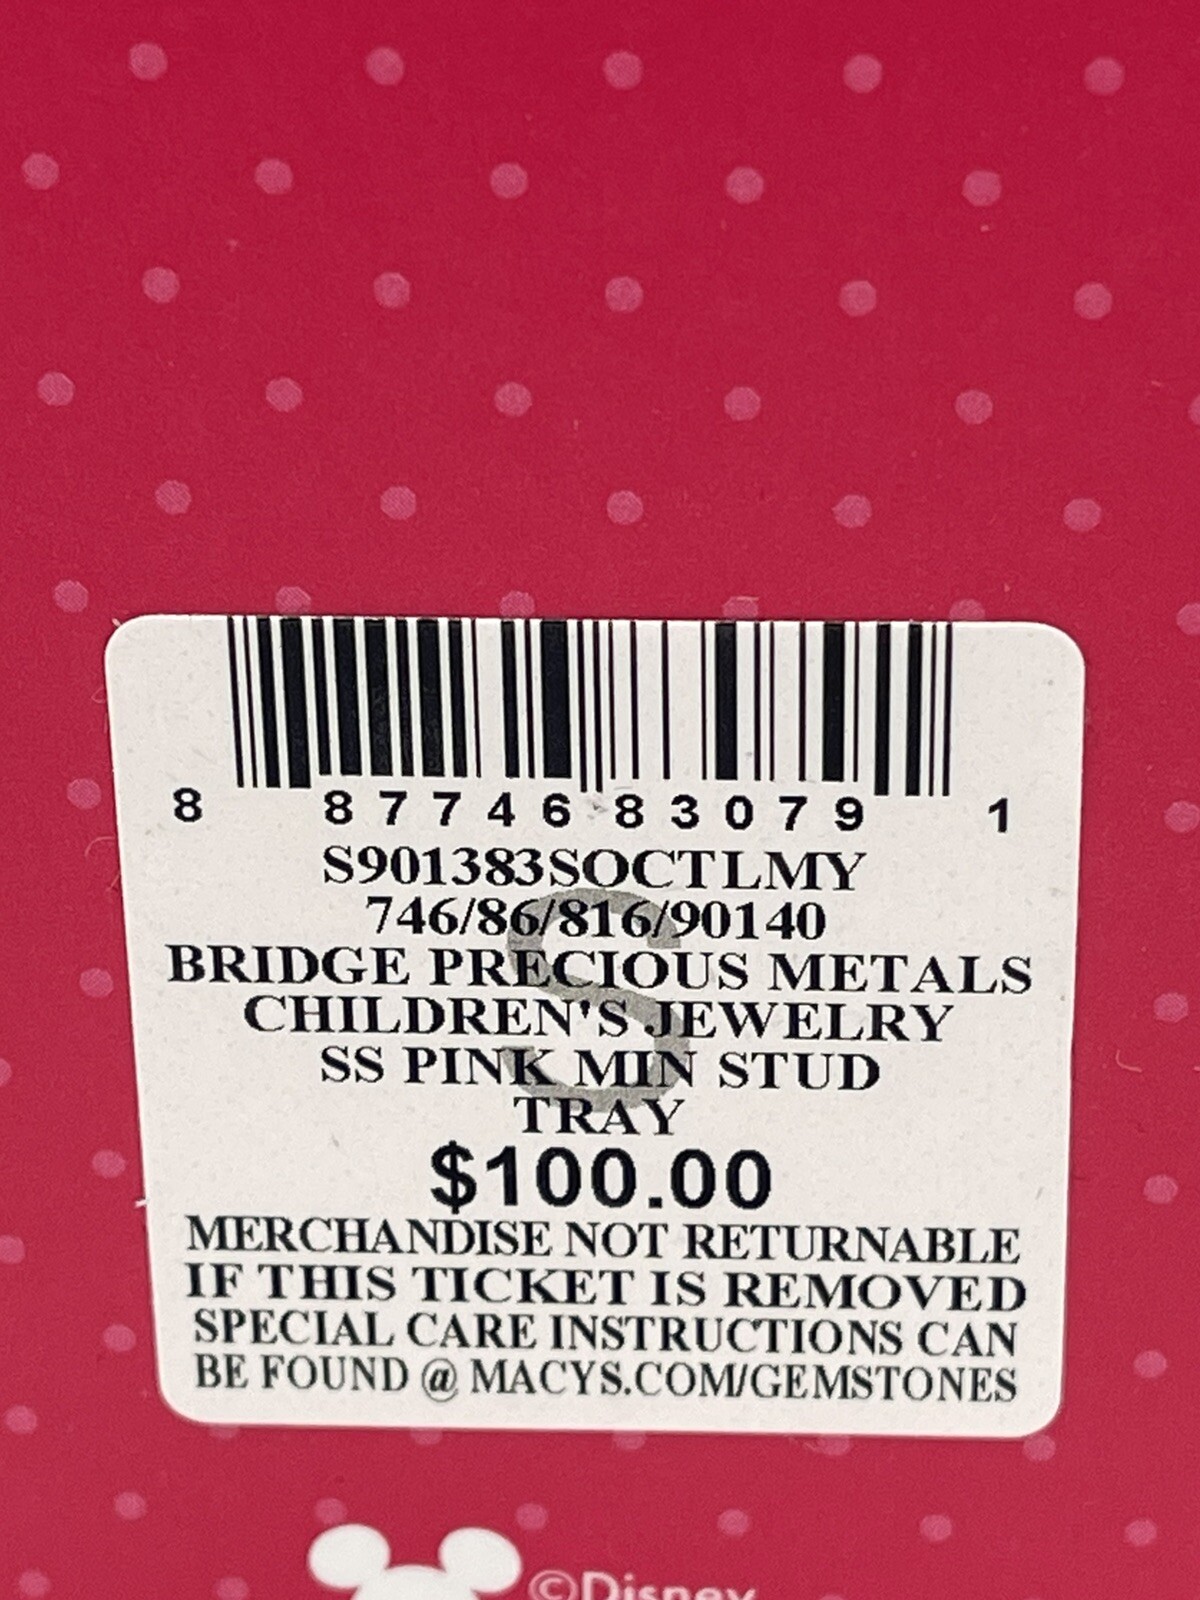 8 87746 83079 1
S901383SOCTLMY
746/86/816/90140
BRIDGE PRECIOUS METALS
CHILDREN'S JEWELRY
SS PINK MIN STUD
TRAY
$100.00
MERCHANDISE NOT RETURNABLE
IF THIS TICKET IS REMOVED
SPECIAL CARE INSTRUCTIONS CAN
BE FOUND @ MACYS.COM/GEMSTONES
S
©Disney